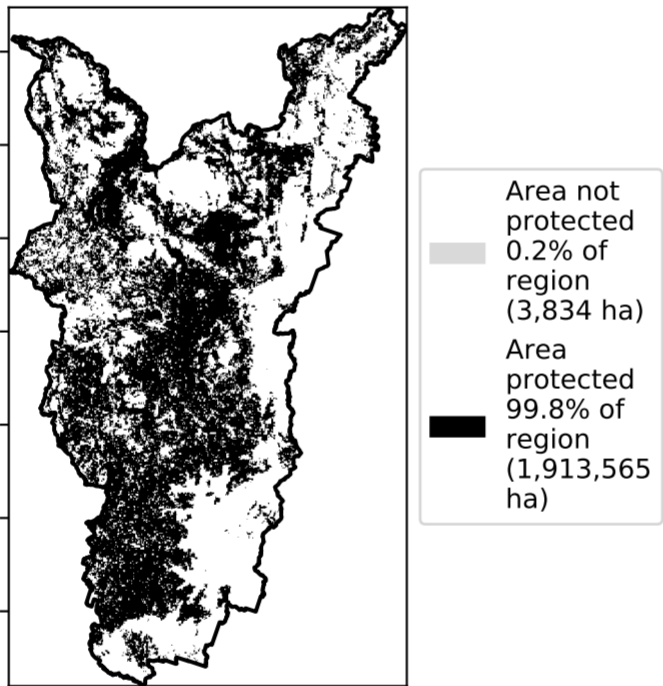 Area not
protected
0.2% of
region
(3,834 ha)
Area
protected
99.8% of
region
(1,913,565
ha)